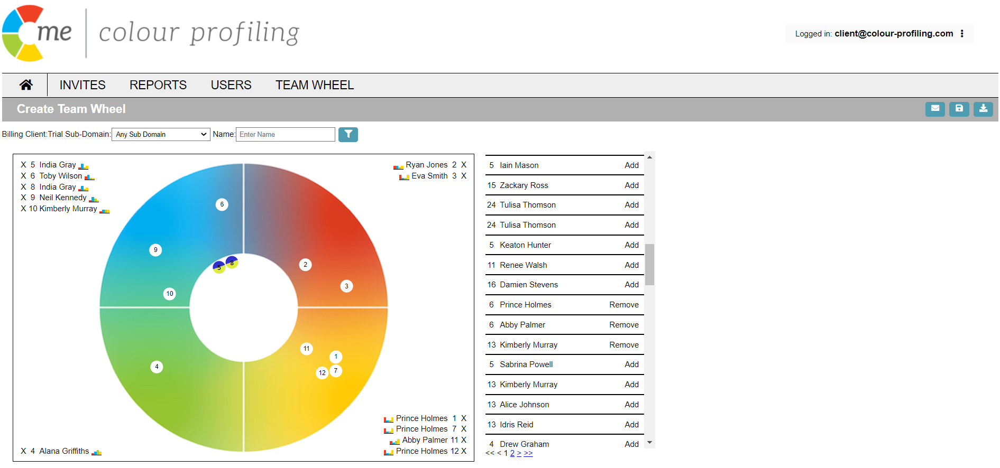 me | colour profiling
Logged in: client@colour-profiling.com
INVITES REPORTS USERS TEAM WHEEL
Create Team Wheel
Billing Client:Trial Sub-Domain: Any Sub Domain Name: Enter Name
X 5 India Gray
X 6 Toby Wilson
X 8 India Gray
X 9 Neil Kennedy
X 10 Kimberly Murray
Ryan Jones 2 X
Eva Smith 3 X
6
9
5
8
2
10
3
11
1
4
12
7
X 4 Alana Griffiths
Prince Holmes 1 X
Prince Holmes 7 X
Abby Palmer 11 X
Prince Holmes 12 X
5 Iain Mason Add
15 Zackary Ross Add
24 Tulisa Thomson Add
24 Tulisa Thomson Add
5 Keaton Hunter Add
11 Renee Walsh Add
16 Damien Stevens Add
6 Prince Holmes Remove
6 Abby Palmer Remove
13 Kimberly Murray Remove
5 Sabrina Powell Add
13 Kimberly Murray Add
13 Alice Johnson Add
13 Idris Reid Add
4 Drew Graham Add
<< < 1 2 > >>